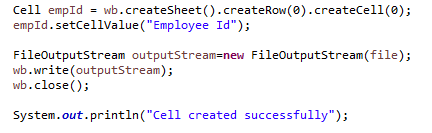 Cell empId = wb.createSheet().createRow(0).createCell(0);
empId.setCellValue("Employee Id");
FileOutputStream outputStream=new FileOutputStream(file);
wb.write(outputStream);
wb.close();
System.out.println("Cell created successfully");